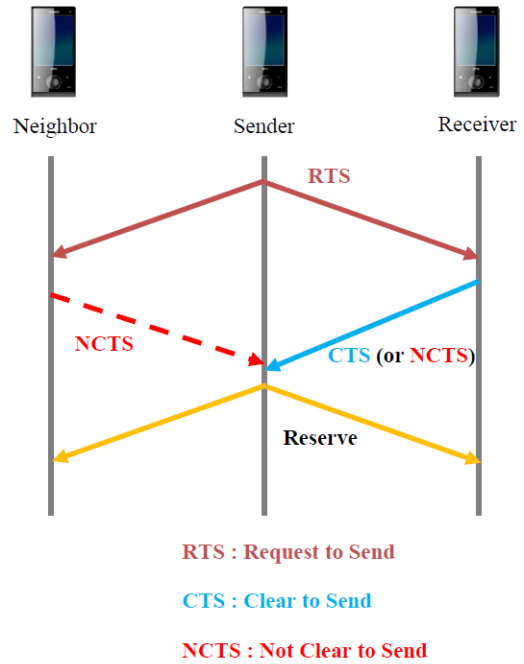 Neighbor Sender Receiver
RTS
NCTS
CTS (or NCTS)
Reserve
RTS : Request to Send
CTS : Clear to Send
NCTS : Not Clear to Send